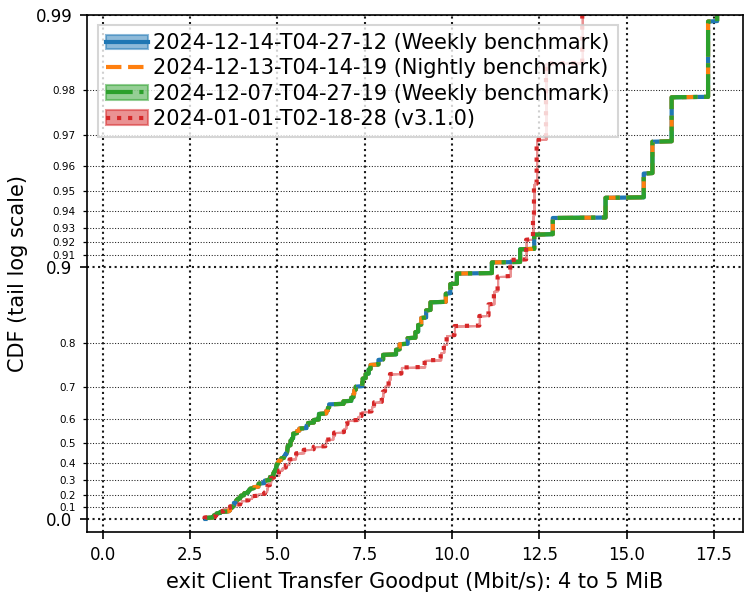 0.99
0.98
0.97
0.96
0.95
0.94
0.93
0.92
0.91
0.9
0.8
0.7
0.6
0.5
0.4
0.3
0.2
0.1
0.0
CDF (tail log scale)
2024-12-14-T04-27-12 (Weekly benchmark)
2024-12-13-T04-14-19 (Nightly benchmark)
2024-12-07-T04-27-19 (Weekly benchmark)
2024-01-01-T02-18-28 (v3.1.0)
0.0 2.5 5.0 7.5 10.0 12.5 15.0 17.5
exit Client Transfer Goodput (Mbit/s): 4 to 5 MiB